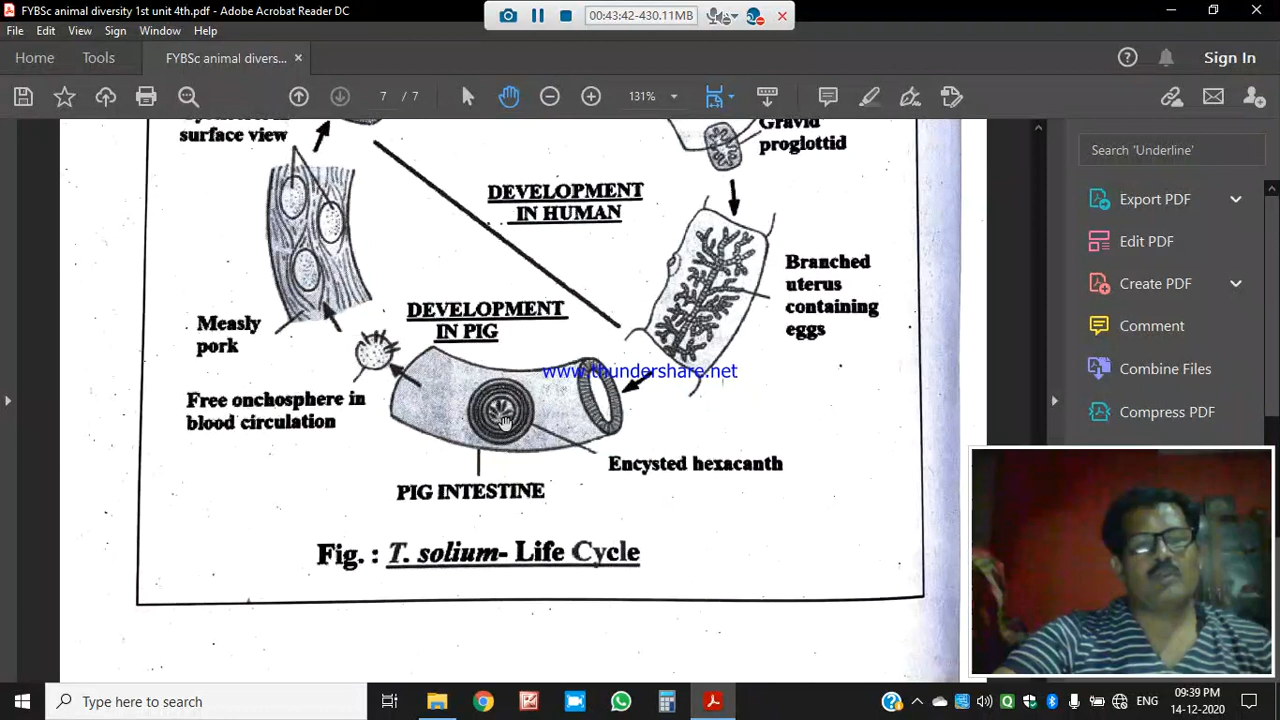 FYBSc animal diversity 1st unit 4th.pdf - Adobe Acrobat Reader DC
00:43:42-430.11MB
File Edit View Sign Window Help
Home Tools FYBSc animal divers... Sign In
7 / 7 131%
surface view
Gravid
proglottid
DEVELOPMENT
IN HUMAN
Branched
uterus
containing
eggs
DEVELOPMENT
IN PIG
Measly
pork
www.thundershare.net
Free onchosphere in
blood circulation
Encysted hexacanth
PIG INTESTINE
Fig. : T. solium- Life Cycle
Search 'Underline'
Export PDF
Edit PDF
Create PDF
Comment
Combine Files
Compress PDF
Type here to search
ENG
09:39 PM
14-12-2020